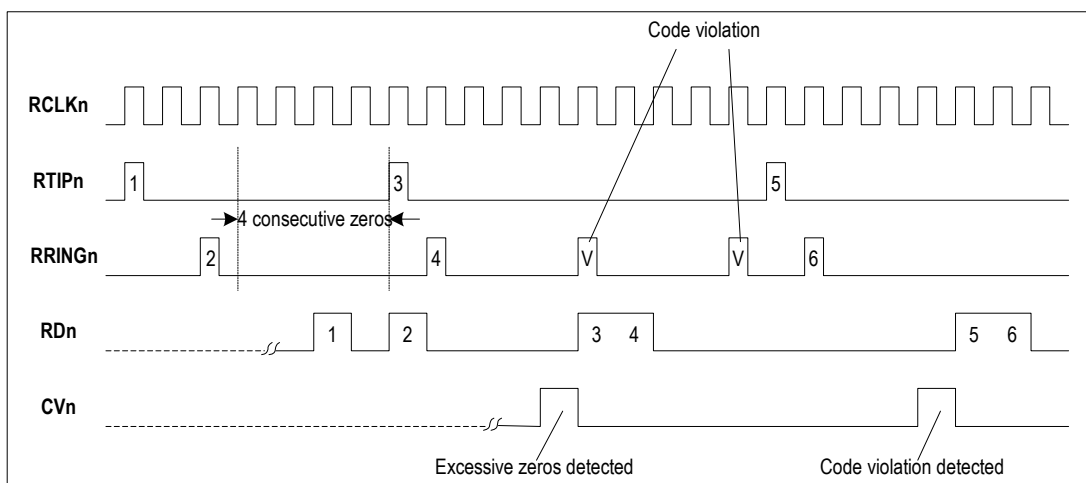 Code violation
RCLKn
RTIPn
1
3
5
4 consecutive zeros
RRINGn
2
4
V
V
6
RDn
1
2
3 4
5 6
CVn
Excessive zeros detected
Code violation detected